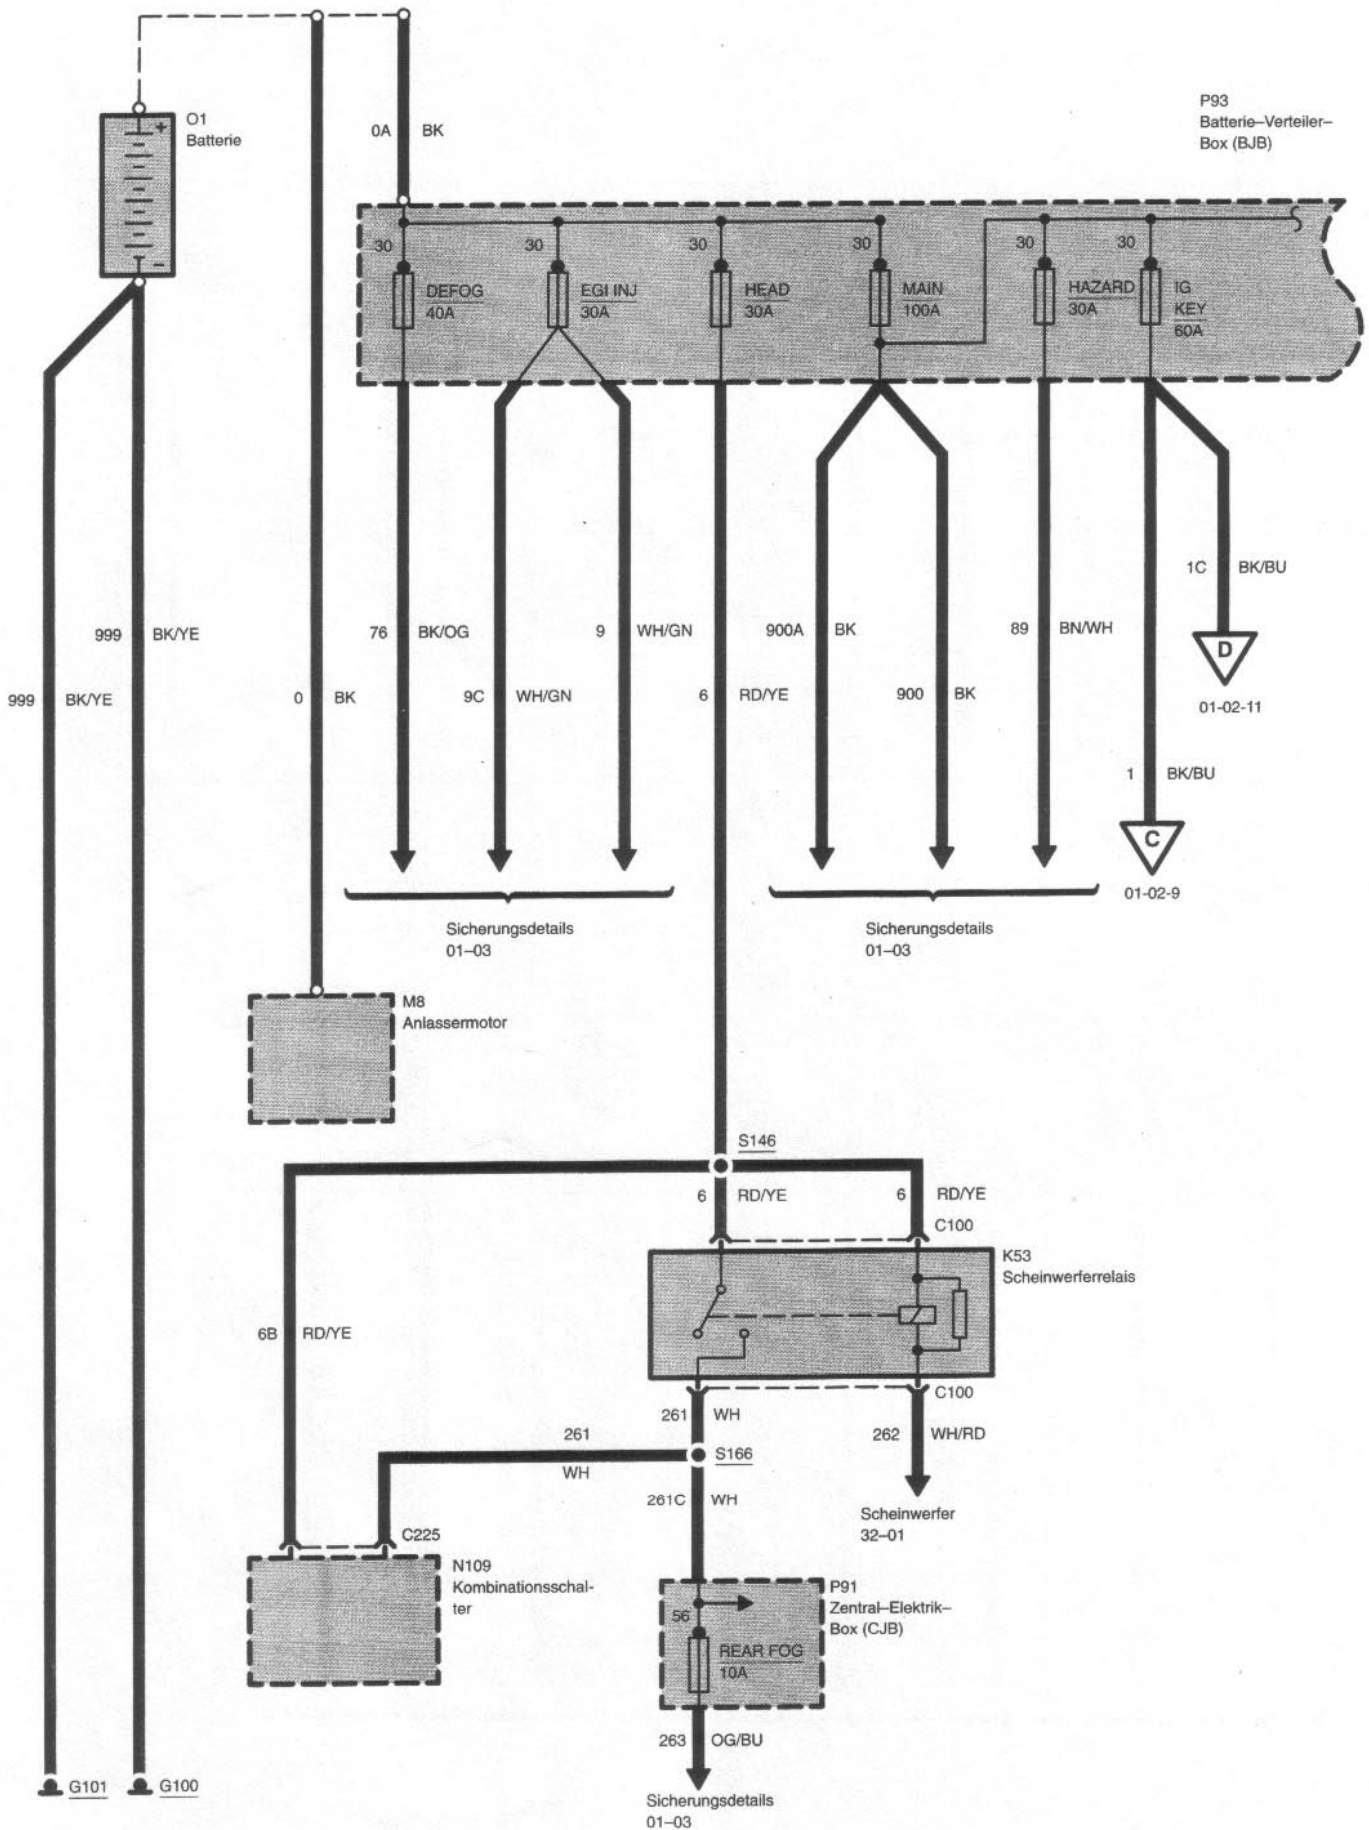 O1
Batterie
+
–
0A BK
P93
Batterie–Verteiler–
Box (BJB)
30 30 30 30 30 30
DEFOG
40A
EGI INJ
30A
HEAD
30A
MAIN
100A
HAZARD
30A
IG
KEY
60A
1C BK/BU
D
01-02-11
999 BK/YE
76 BK/OG
9 WH/GN
900A BK
89 BN/WH
999 BK/YE
0 BK
9C WH/GN
6 RD/YE
900 BK
1 BK/BU
C
01-02-9
Sicherungsdetails
01–03
Sicherungsdetails
01–03
M8
Anlassermotor
S146
6 RD/YE
6 RD/YE
C100
K53
Scheinwerferrelais
6B RD/YE
C100
261 WH
262 WH/RD
261
WH
S166
261C WH
Scheinwerfer
32–01
C225
N109
Kombinationsschal-
ter
P91
Zentral–Elektrik–
Box (CJB)
56
REAR FOG
10A
263 OG/BU
G101
G100
Sicherungsdetails
01–03